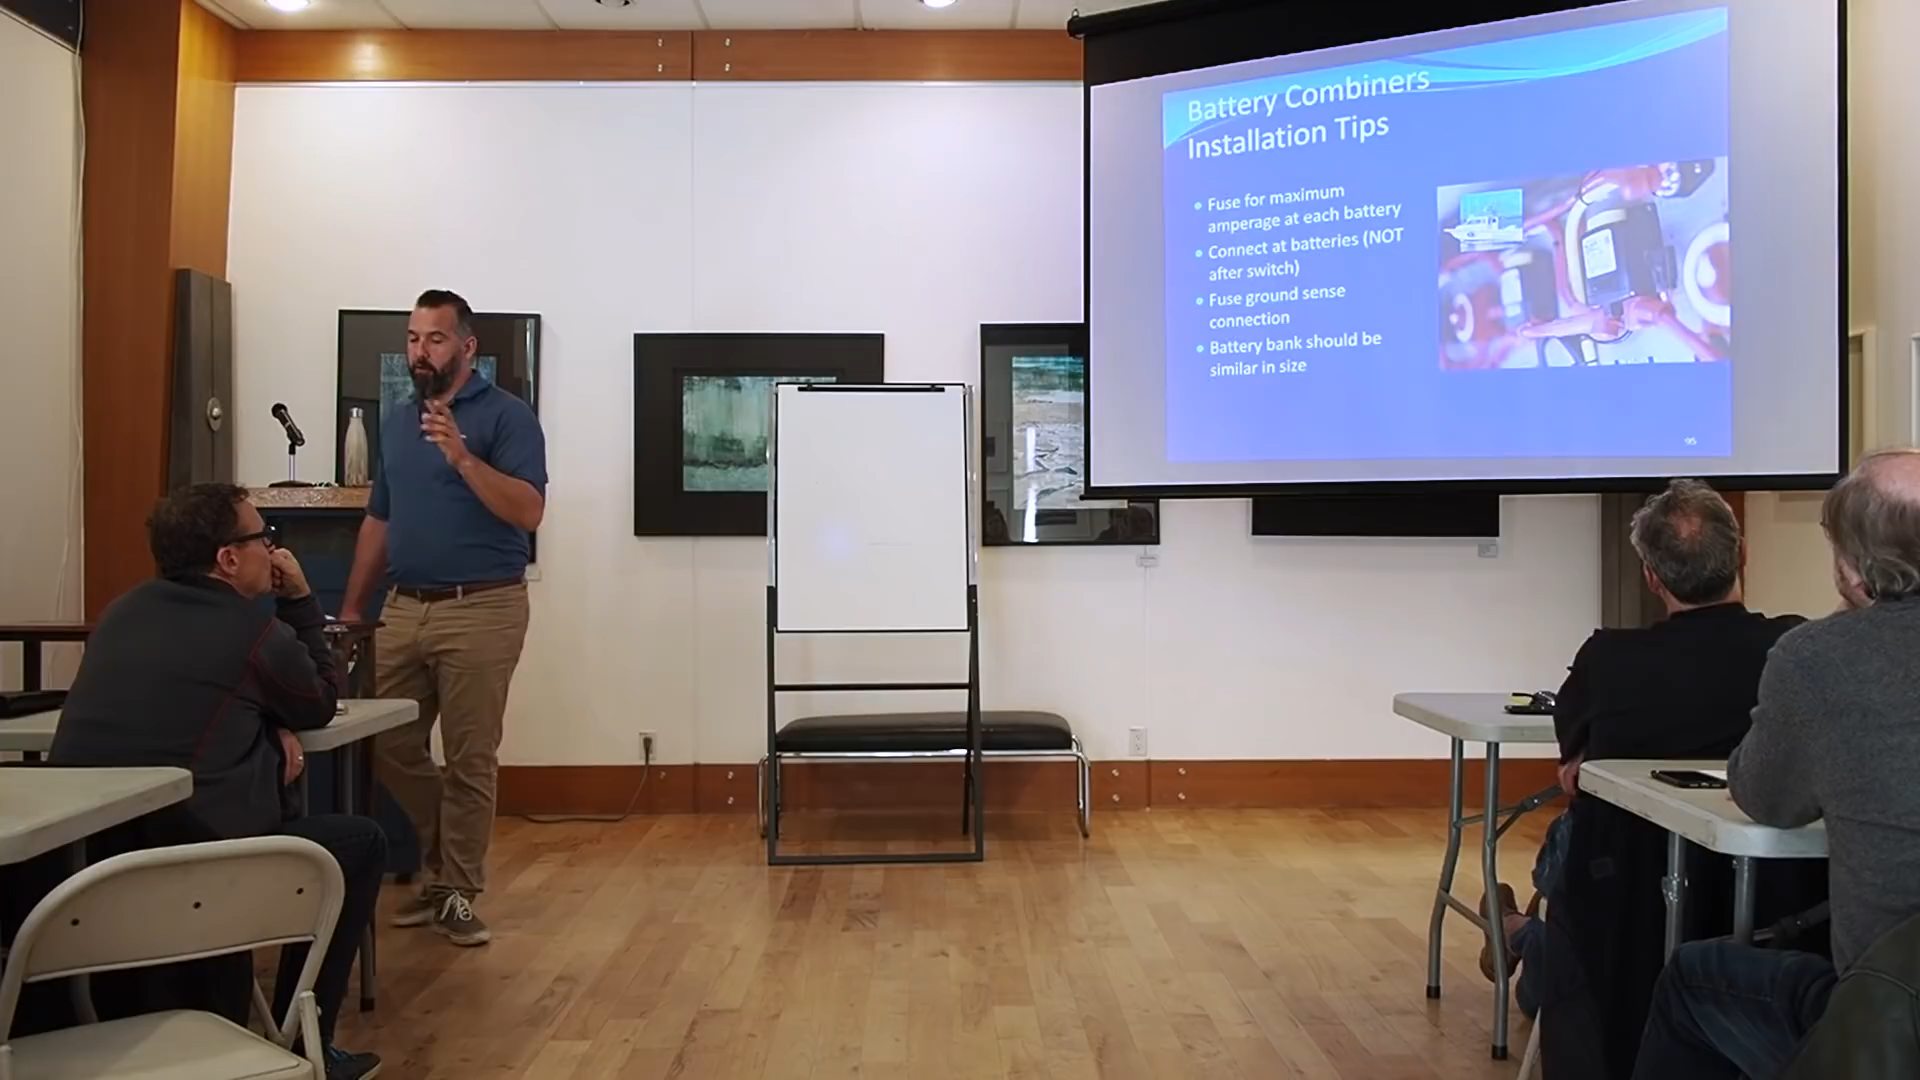 Battery Combiners
Installation Tips
Fuse for maximum
amperage at each battery
Connect at batteries (NOT
after switch)
Fuse ground sense
connection
Battery bank should be
similar in size
95